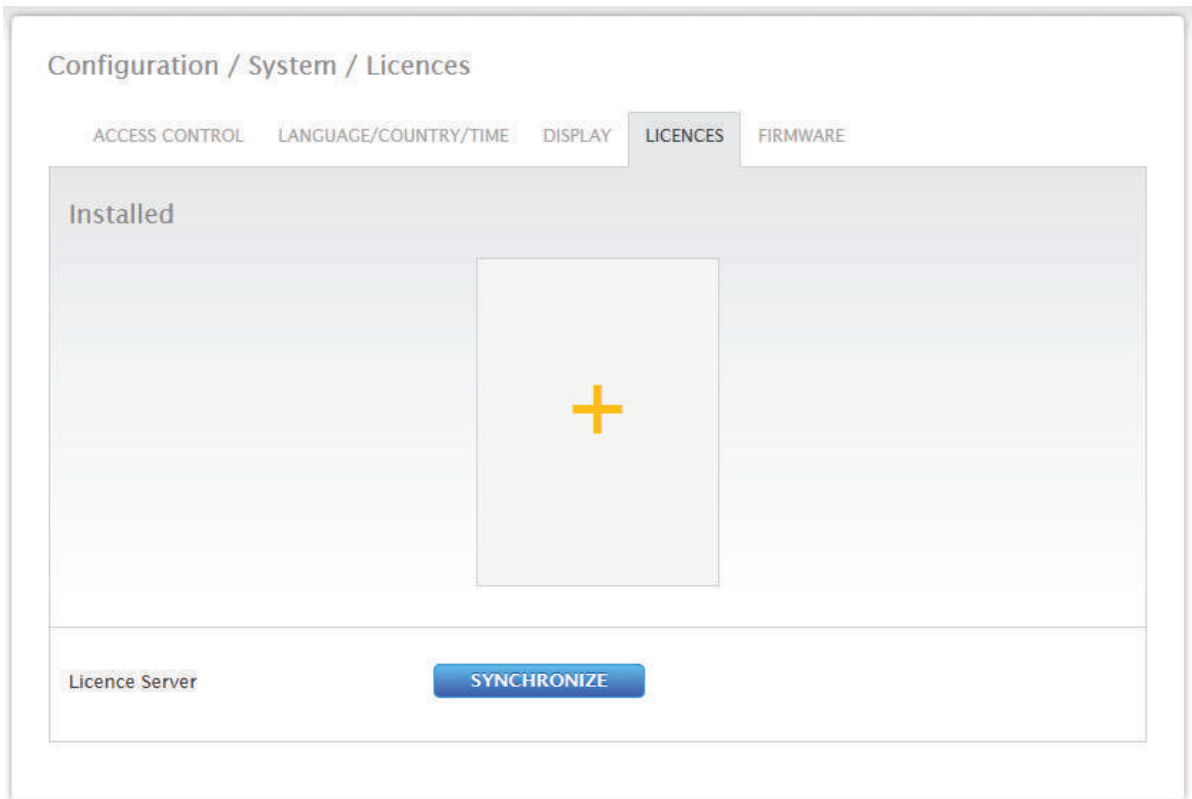 Configuration / System / Licences
ACCESS CONTROL LANGUAGE/COUNTRY/TIME DISPLAY LICENCES FIRMWARE
Installed
+
Licence Server SYNCHRONIZE